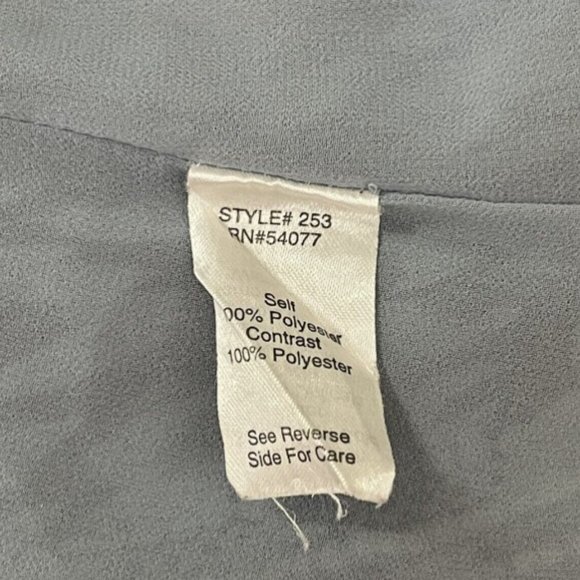 STYLE# 253
RN#54077
Self
00% Polyester
Contrast
100% Polyester
See Reverse
Side For Care